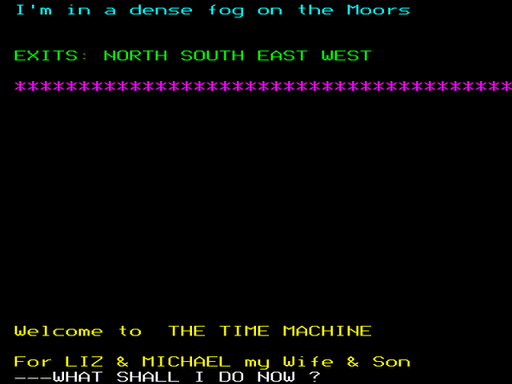 I'm in a dense fog on the Moors
EXITS: NORTH SOUTH EAST WEST
***************************************
Welcome to  THE TIME MACHINE
For LIZ & MICHAEL my Wife & Son
---WHAT SHALL I DO NOW ?